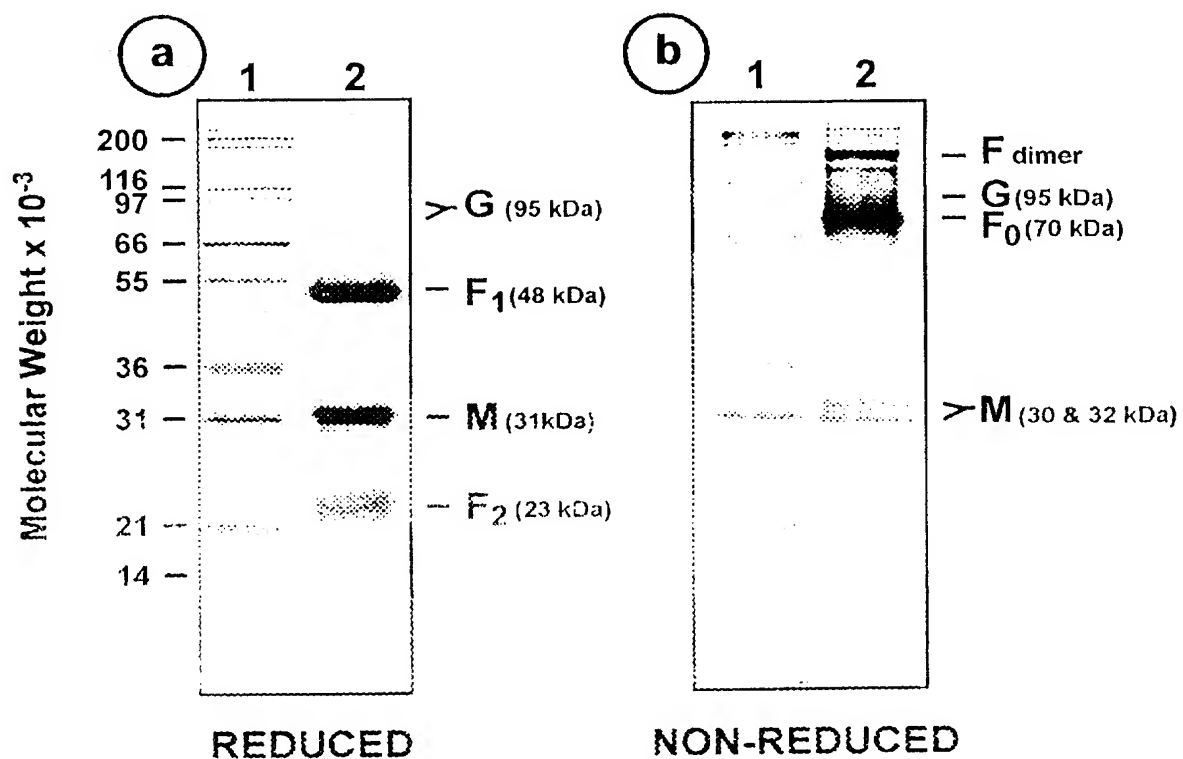 a
1 2
Molecular Weight x 10⁻³
200
116
97
66
55
36
31
21
14
G (95 kDa)
F₁ (48 kDa)
M (31kDa)
F₂ (23 kDa)
REDUCED
b
1 2
F dimer
G (95 kDa)
F₀ (70 kDa)
M (30 & 32 kDa)
NON-REDUCED